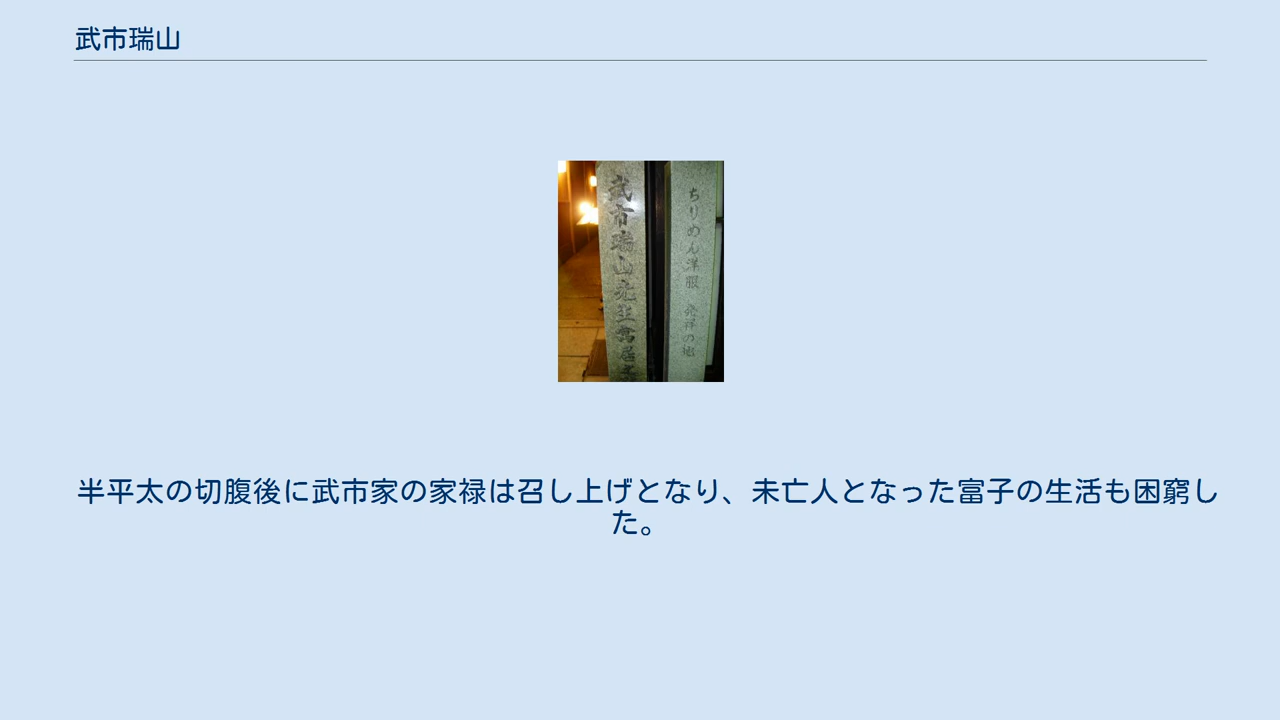 武市瑞山
武市瑞山先生寓居之
ちりめん洋服 発祥の地
半平太の切腹後に武市家の家禄は召し上げとなり、未亡人となった富子の生活も困窮し
た。